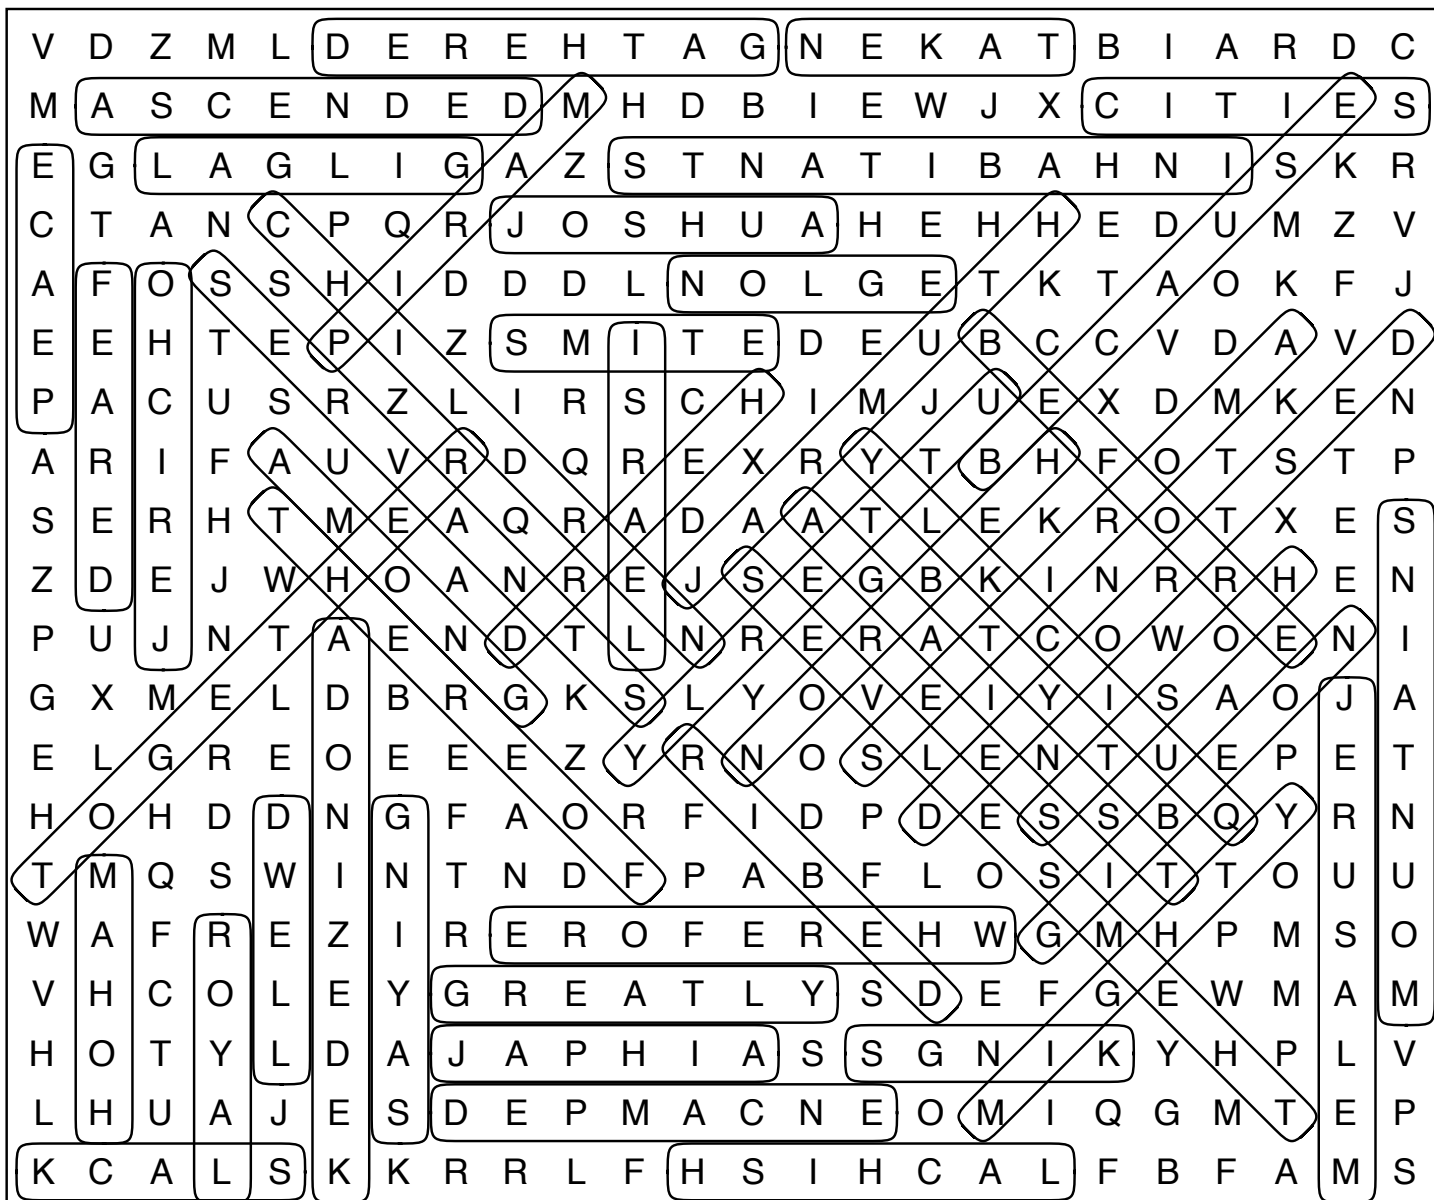 V D Z M L D E R E H T A G N E K A T B I A R D C
M A S C E N D E D M H D B I E W J X C I T I E S
E G L A G L I G A Z S T N A T I B A H N I S K R
C T A N C P Q R J O S H U A H E H H E D U M Z V
A F O S S H I D D D L N O L G E T K T A O K F J
E E H T E P I Z S M I T E D E U B C C V D A V D
P A C U S R Z L I R S C H I M J U E X D M K E N
A R I F A U V R D Q R E X R Y T B H F O T S T P
S E R H T M E A Q R A D A A T L E K R O T X E S
Z D E J W H O A N R E J S E G B K I N R R H E N
P U J N T A E N D T L N R E R A T C O W O E N I
G X M E L D B R G K S L Y O V E I Y I S A O J A
E L G R E O E E E Z Y R N O S L E N T U E P E T
H O H D D N G F A O R F I D P D E S S B Q Y R N
T M Q S W I N T N D F P A B F L O S I T T O U U
W A F R E Z I R E R O F E R E H W G M H P M S O
V H C O L E Y G R E A T L Y S D E F G E W M A M
H O T Y L D A J A P H I A S S G N I K Y H P L V
L H U A J E S D E P M A C N E O M I Q G M T E P
K C A L S K K R R L F H S I H C A L F B F A M S